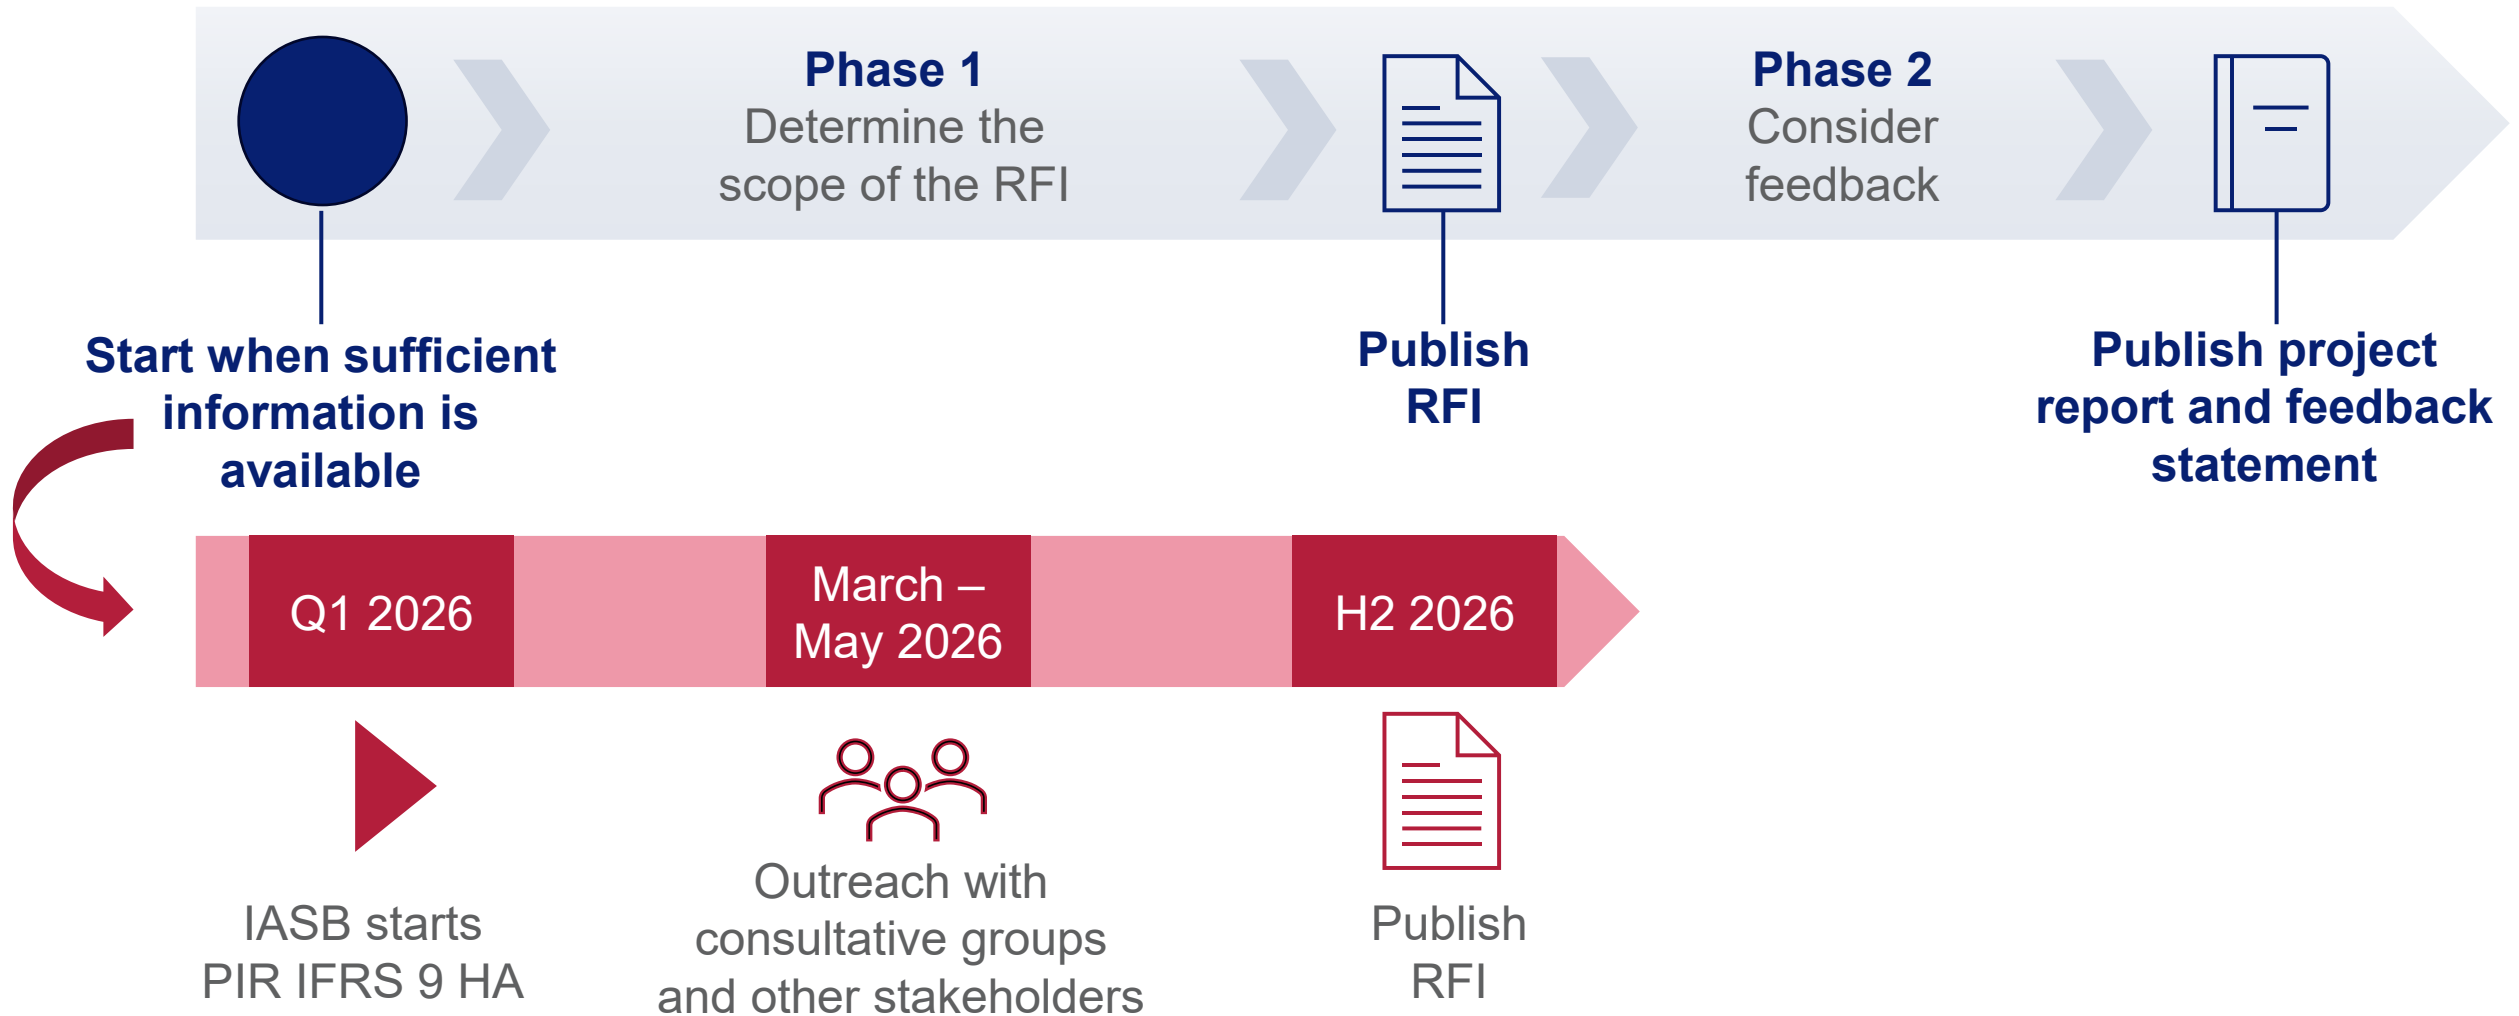 Phase 1
Determine the
scope of the RFI
Phase 2
Consider
feedback
Start when sufficient
information is
available
Publish
RFI
Publish project
report and feedback
statement
Q1 2026
March –
May 2026
H2 2026
IASB starts
PIR IFRS 9 HA
Outreach with
consultative groups
and other stakeholders
Publish
RFI